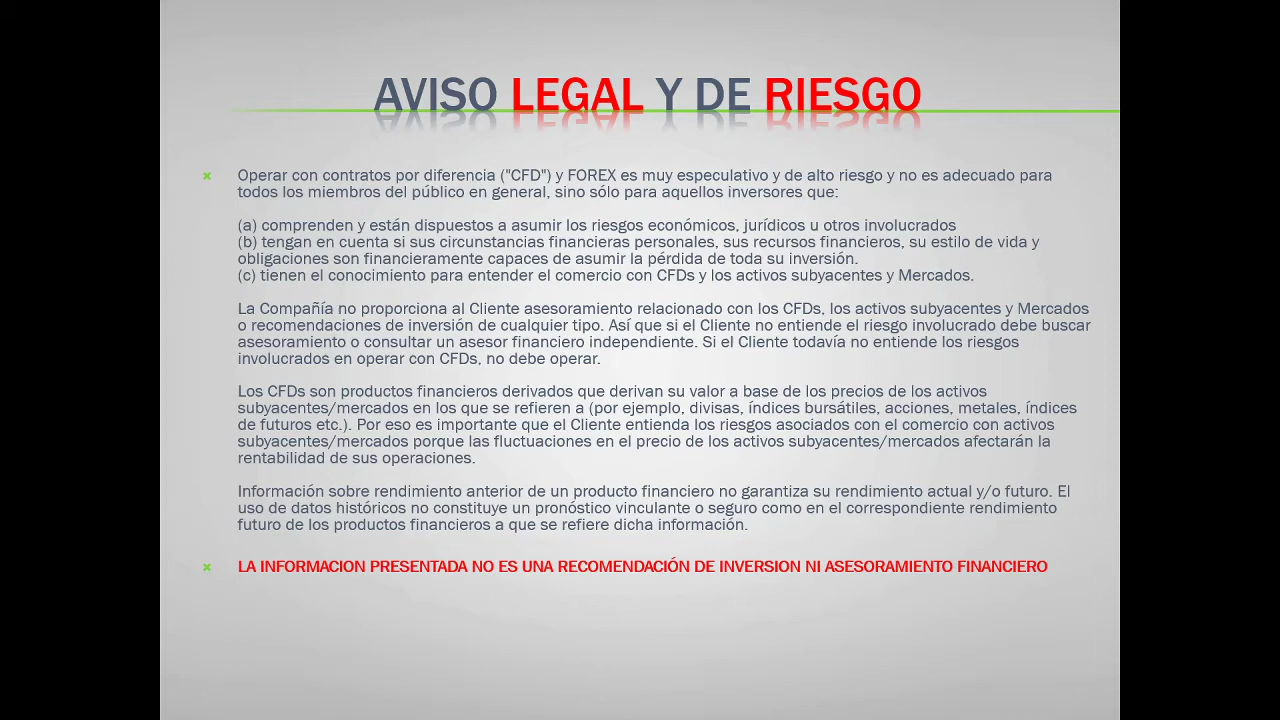 AVISO LEGAL Y DE RIESGO
Operar con contratos por diferencia ("CFD") y FOREX es muy especulativo y de alto riesgo y no es adecuado para
todos los miembros del público en general, sino sólo para aquellos inversores que:
(a) comprenden y están dispuestos a asumir los riesgos económicos, jurídicos u otros involucrados
(b) tengan en cuenta si sus circunstancias financieras personales, sus recursos financieros, su estilo de vida y
obligaciones son financieramente capaces de asumir la pérdida de toda su inversión.
(c) tienen el conocimiento para entender el comercio con CFDs y los activos subyacentes y Mercados.
La Compañía no proporciona al Cliente asesoramiento relacionado con los CFDs, los activos subyacentes y Mercados
o recomendaciones de inversión de cualquier tipo. Así que si el Cliente no entiende el riesgo involucrado debe buscar
asesoramiento o consultar un asesor financiero independiente. Si el Cliente todavía no entiende los riesgos
involucrados en operar con CFDs, no debe operar.
Los CFDs son productos financieros derivados que derivan su valor a base de los precios de los activos
subyacentes/mercados en los que se refieren a (por ejemplo, divisas, índices bursátiles, acciones, metales, índices
de futuros etc.). Por eso es importante que el Cliente entienda los riesgos asociados con el comercio con activos
subyacentes/mercados porque las fluctuaciones en el precio de los activos subyacentes/mercados afectarán la
rentabilidad de sus operaciones.
Información sobre rendimiento anterior de un producto financiero no garantiza su rendimiento actual y/o futuro. El
uso de datos históricos no constituye un pronóstico vinculante o seguro como en el correspondiente rendimiento
futuro de los productos financieros a que se refiere dicha información.
LA INFORMACION PRESENTADA NO ES UNA RECOMENDACIÓN DE INVERSION NI ASESORAMIENTO FINANCIERO